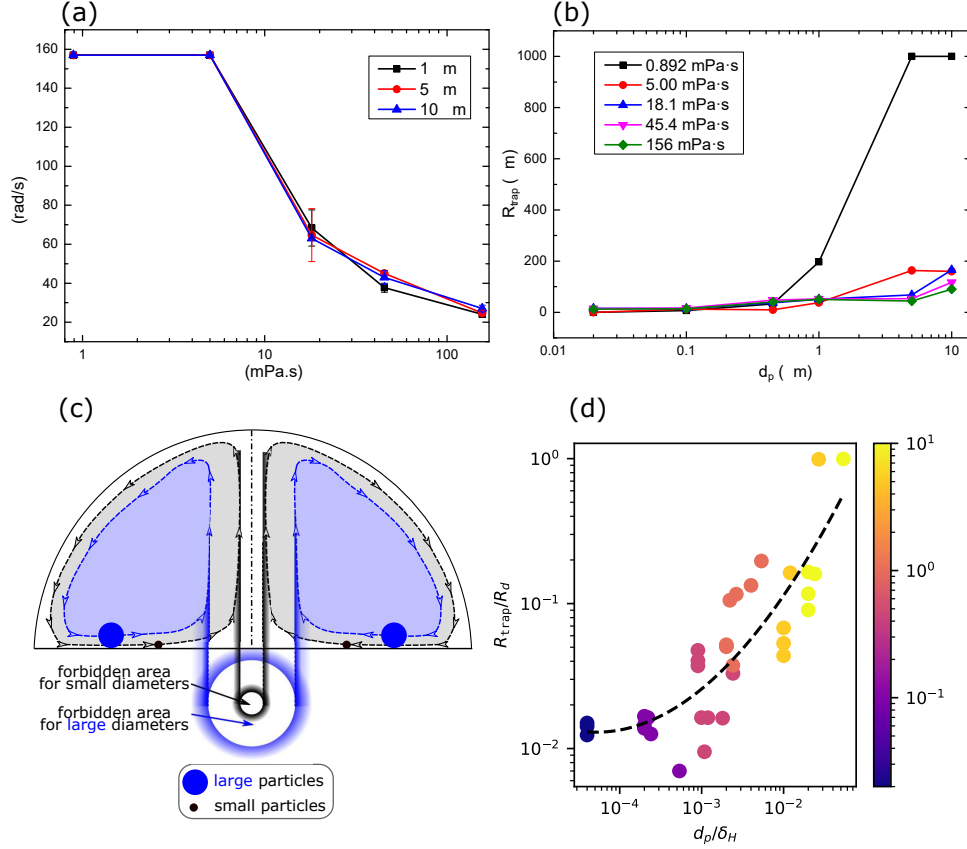 (a)
160
140
120
100
80
60
40
20
(rad/s)
1 m
5 m
10 m
1
10
100
(mPa.s)
(b)
1000
800
600
400
200
0
R_trap ( m)
0.892 mPa·s
5.00 mPa·s
18.1 mPa·s
45.4 mPa·s
156 mPa·s
0.01
0.1
1
10
d_p ( m)
(c)
forbidden area
for small diameters
forbidden area
for large diameters
large particles
small particles
(d)
10^0
10^-1
10^-2
R_trap/R_d
10^-4
10^-3
10^-2
d_p/δ_H
10^1
10^0
10^-1